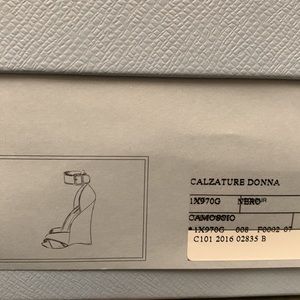 CALZATURE DONNA
1X970G NERO
CAMOSCIO
*1X970G 008 F0002 07
C101 2016 02835 B